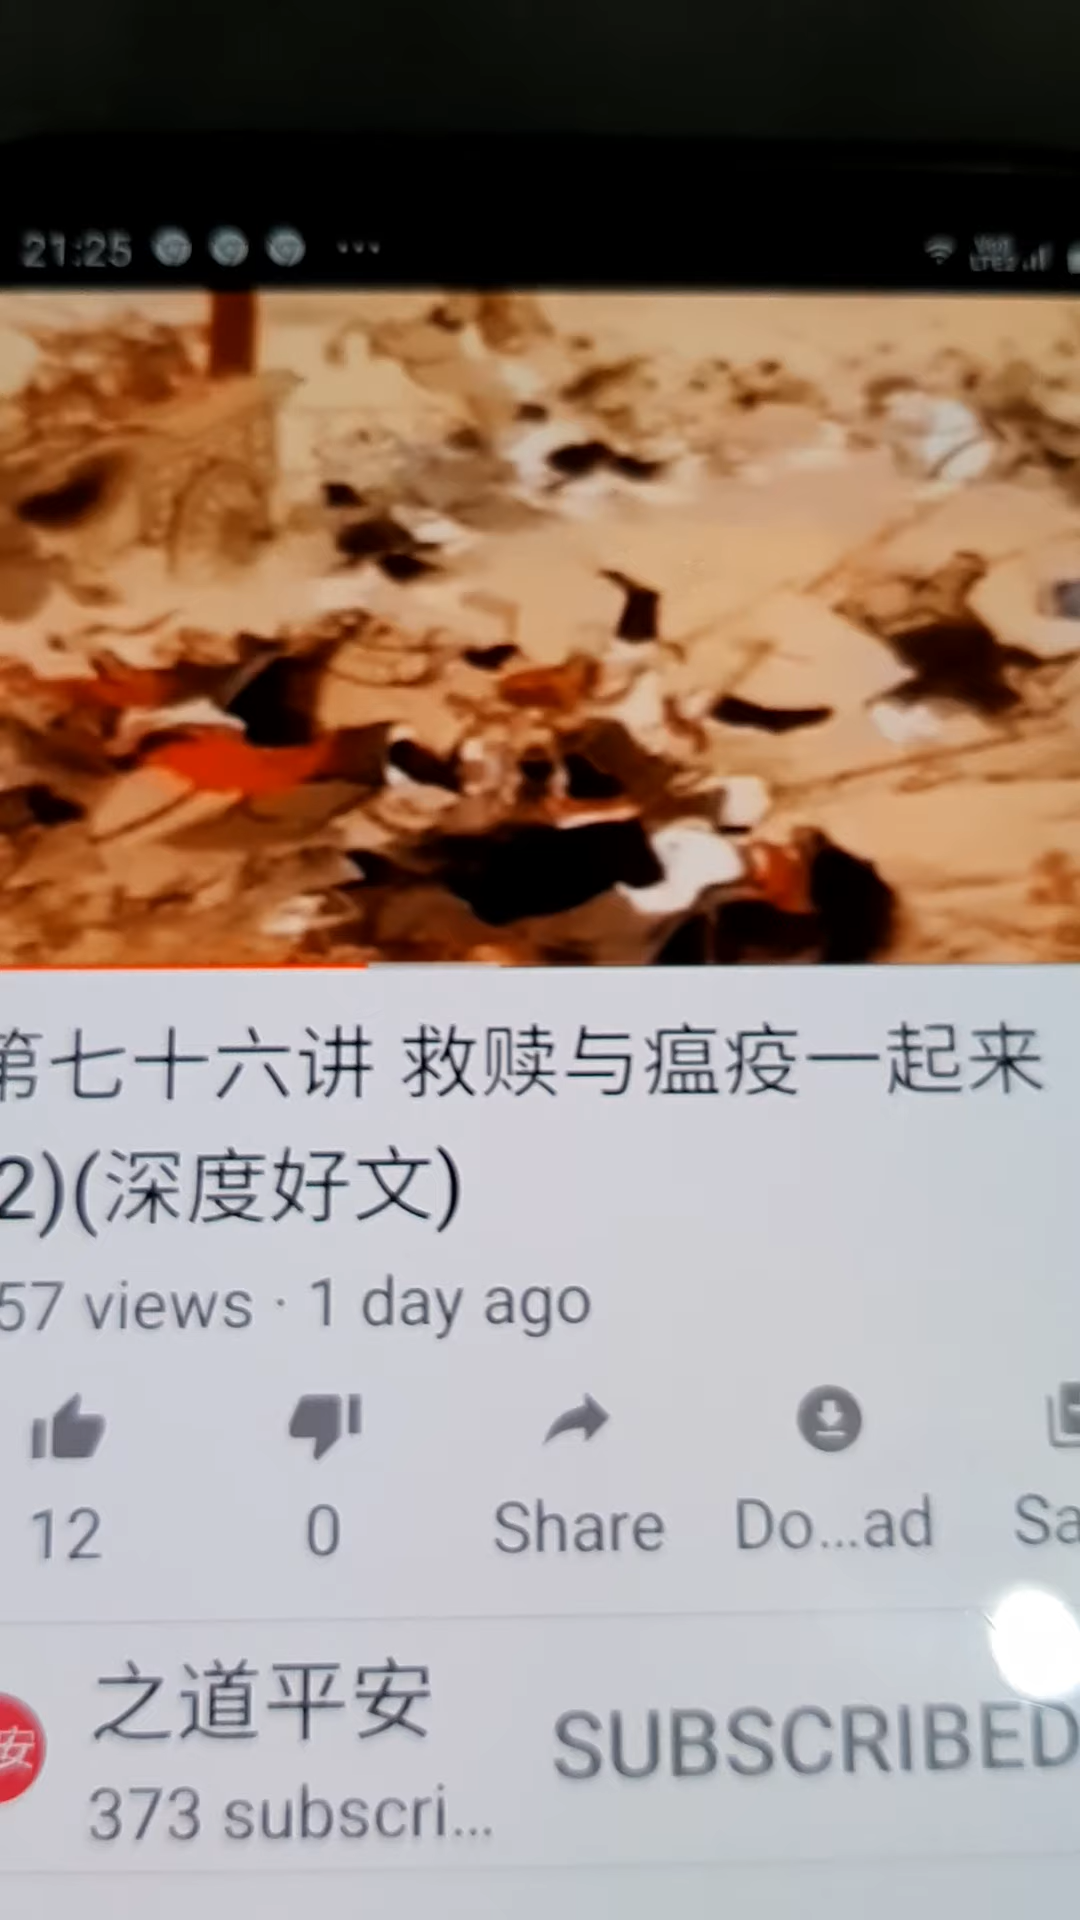 21:25 ...
第七十六讲 救赎与瘟疫一起来
2)(深度好文)
57 views · 1 day ago
12 0 Share Do...ad Sa
之道平安
安 SUBSCRIBED
373 subscri...